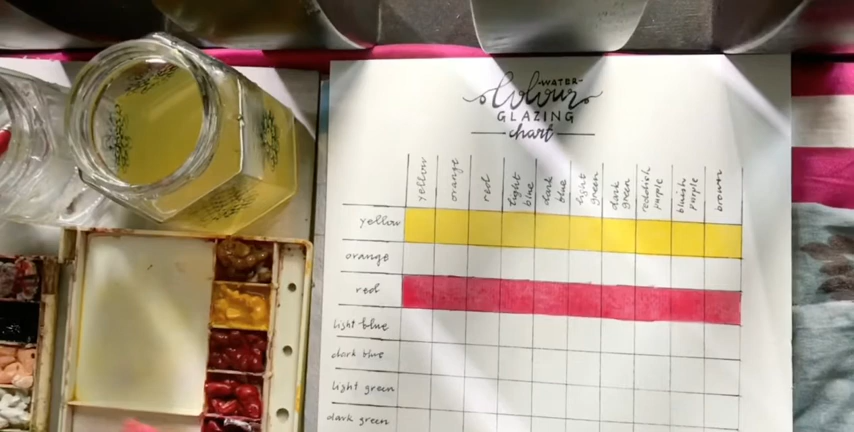 WATER-
Colour
GLAZING
chart
yellow
orange
red
light blue
dark blue
light green
dark green
reddish purple
bluish purple
brown
yellow
orange
red
light blue
dark blue
light green
dark green